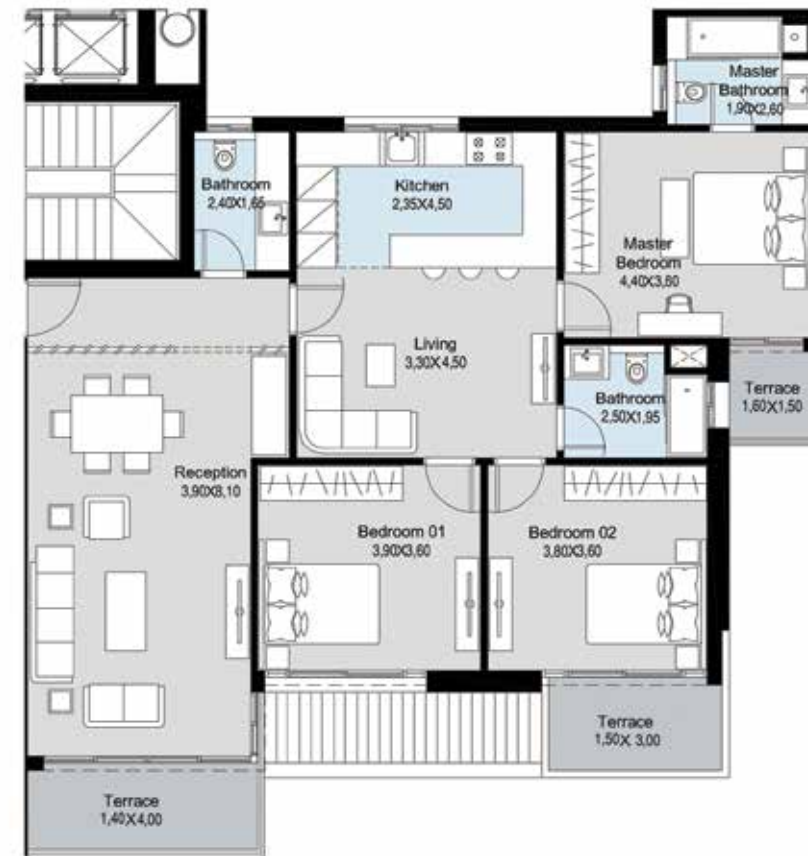 Master
Bathroom
1,90X2,60
Bathroom
2,40X1,65
Kitchen
2,35X4,50
Master
Bedroom
4,40X3,60
Living
3,30X4,50
Bathroom
2,50X1,95
Terrace
1,60X1,50
Reception
3,90X8,10
Bedroom 01
3,90X3,60
Bedroom 02
3,80X3,60
Terrace
1,50X 3,00
Terrace
1,40X4,00